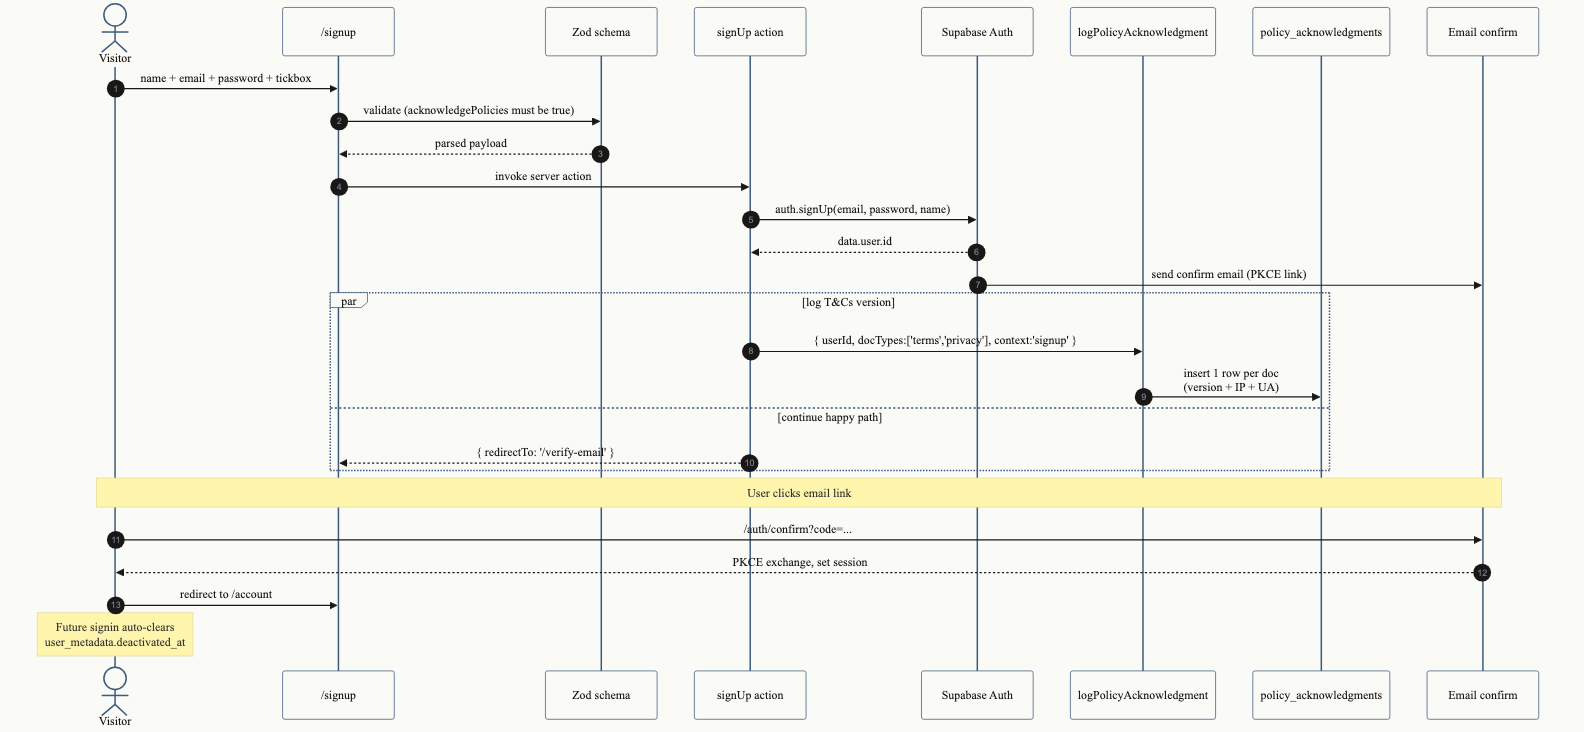 /signup
Zod schema
signUp action
Supabase Auth
logPolicyAcknowledgment
policy_acknowledgments
Email confirm
Visitor
name + email + password + tickbox
1
validate (acknowledgePolicies must be true)
2
parsed payload
3
invoke server action
4
auth.signUp(email, password, name)
5
data.user.id
6
send confirm email (PKCE link)
7
par
[log T&Cs version]
{ userId, docTypes:['terms','privacy'], context:'signup' }
8
insert 1 row per doc
(version + IP + UA)
9
[continue happy path]
{ redirectTo: '/verify-email' }
10
User clicks email link
/auth/confirm?code=...
11
PKCE exchange, set session
12
redirect to /account
13
Future signin auto-clears
user_metadata.deactivated_at
/signup
Zod schema
signUp action
Supabase Auth
logPolicyAcknowledgment
policy_acknowledgments
Email confirm
Visitor